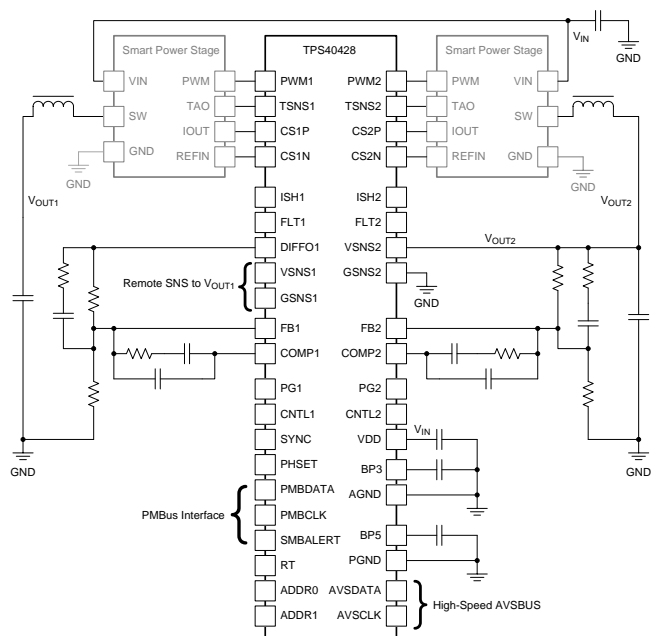 VIN
GND
Smart Power Stage
TPS40428
Smart Power Stage
VIN
PWM
PWM1
PWM2
PWM
VIN
TAO
TSNS1
TSNS2
TAO
SW
IOUT
CS1P
CS2P
IOUT
SW
GND
REFIN
CS1N
CS2N
REFIN
GND
GND
GND
VOUT1
ISH1
ISH2
VOUT2
FLT1
FLT2
DIFFO1
VSNS2
VOUT2
Remote SNS to VOUT1
VSNS1
GSNS2
GSNS1
GND
FB1
FB2
COMP1
COMP2
PG1
PG2
CNTL1
CNTL2
SYNC
VDD
VIN
GND
GND
PHSET
BP3
PMBus Interface
PMBDATA
AGND
PMBCLK
SMBALERT
BP5
RT
PGND
ADDR0
AVSDATA
High-Speed AVSBUS
ADDR1
AVSCLK